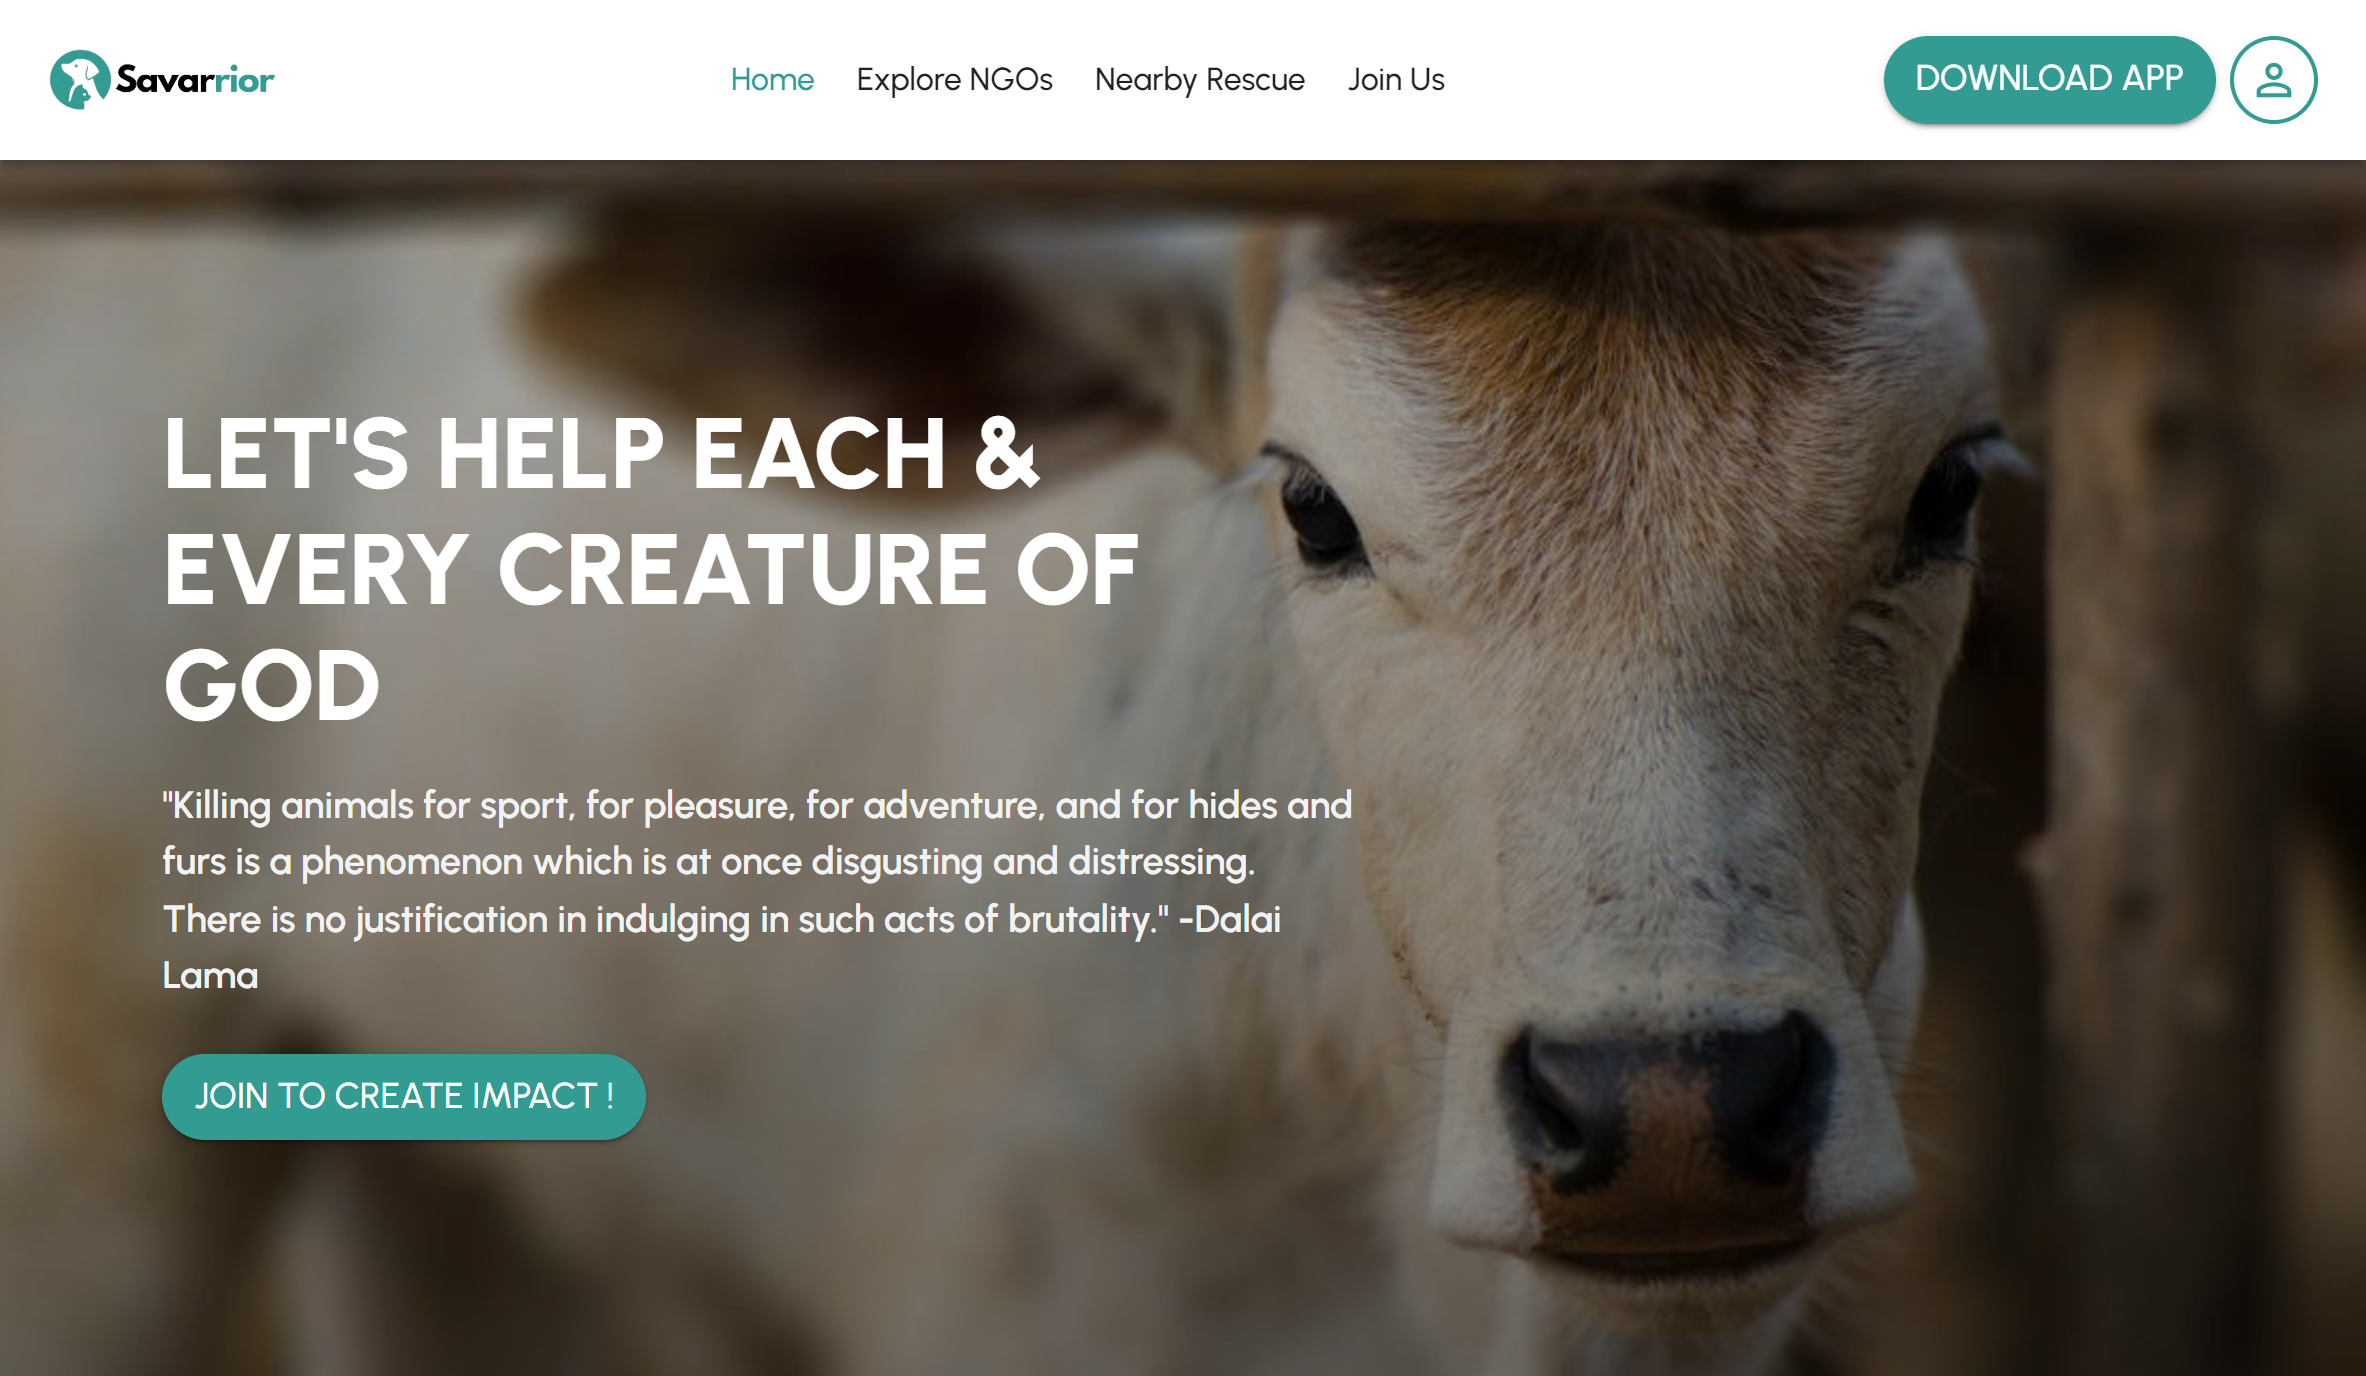 Savarrior
Home
Explore NGOs
Nearby Rescue
Join Us
DOWNLOAD APP
LET'S HELP EACH &
EVERY CREATURE OF
GOD
"Killing animals for sport, for pleasure, for adventure, and for hides and
furs is a phenomenon which is at once disgusting and distressing.
There is no justification in indulging in such acts of brutality." -Dalai
Lama
JOIN TO CREATE IMPACT !